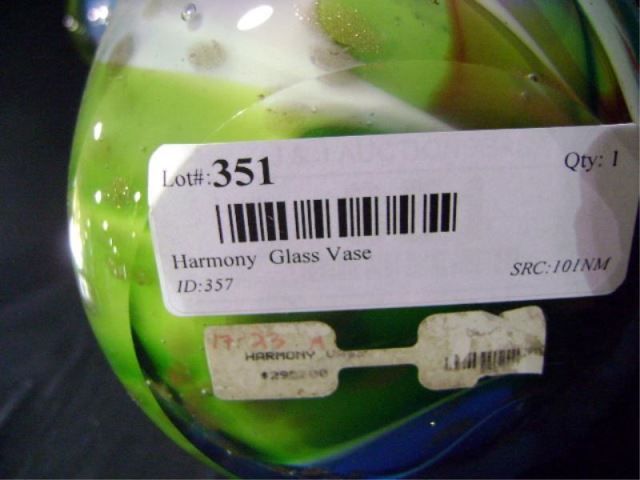 Lot#:351
Qty: 1
Harmony Glass Vase
ID:357
SRC:101NM
HARMONY